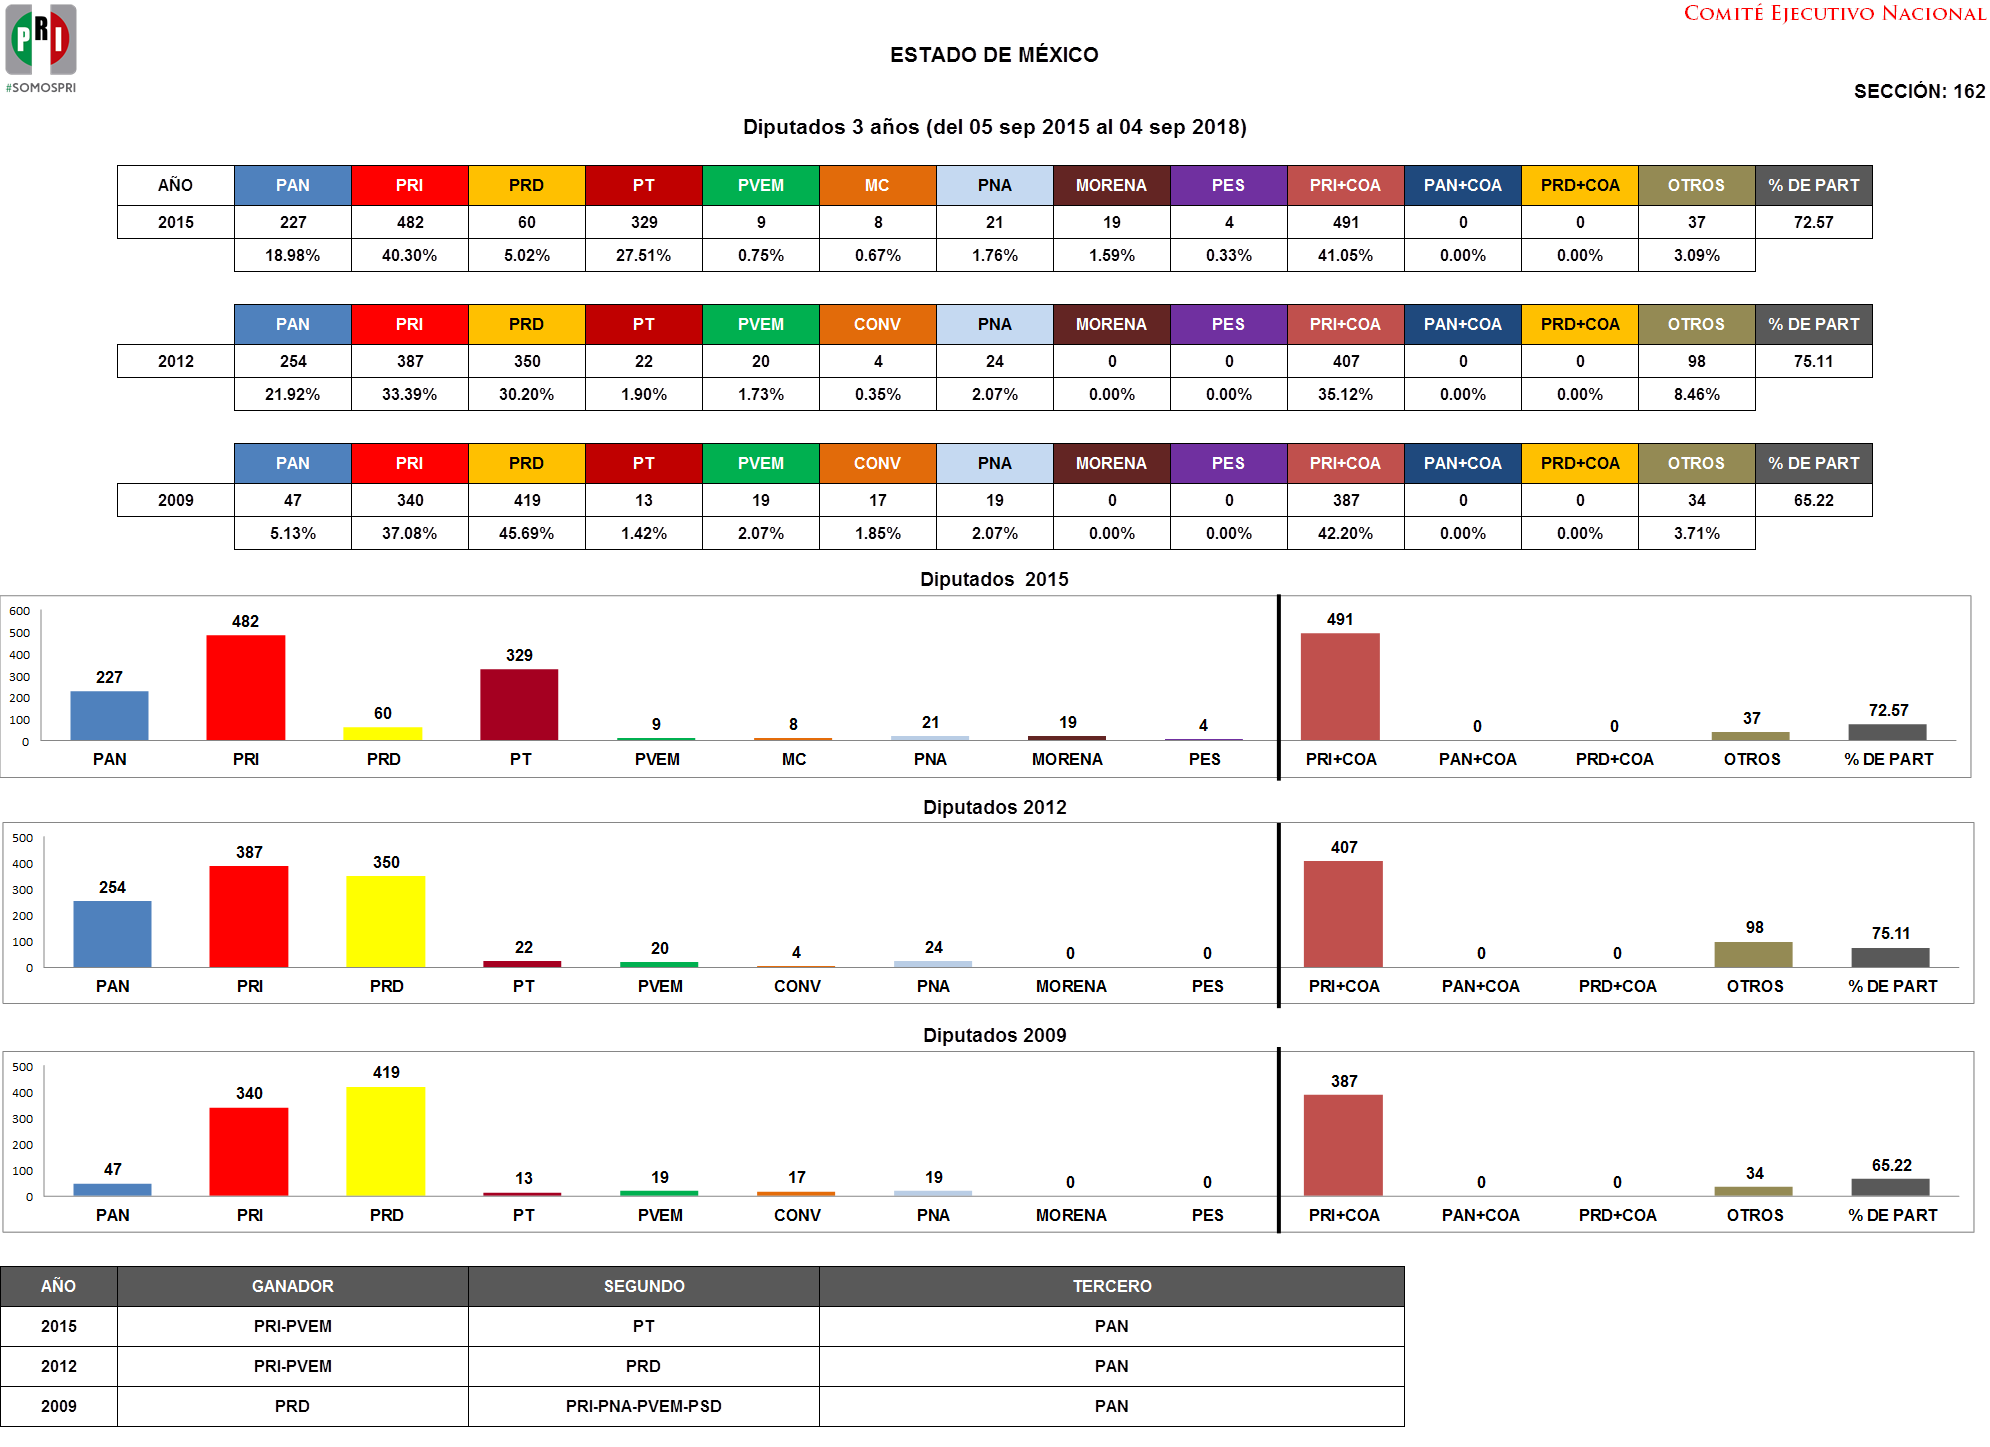 PRI
#SOMOSPRI
COMITÉ EJECUTIVO NACIONAL
ESTADO DE MÉXICO
SECCIÓN: 162
Diputados 3 años (del 05 sep 2015 al 04 sep 2018)
AÑO PAN PRI PRD PT PVEM MC PNA MORENA PES PRI+COA PAN+COA PRD+COA OTROS % DE PART
2015 227 482 60 329 9 8 21 19 4 491 0 0 37 72.57
18.98% 40.30% 5.02% 27.51% 0.75% 0.67% 1.76% 1.59% 0.33% 41.05% 0.00% 0.00% 3.09%
PAN PRI PRD PT PVEM CONV PNA MORENA PES PRI+COA PAN+COA PRD+COA OTROS % DE PART
2012 254 387 350 22 20 4 24 0 0 407 0 0 98 75.11
21.92% 33.39% 30.20% 1.90% 1.73% 0.35% 2.07% 0.00% 0.00% 35.12% 0.00% 0.00% 8.46%
PAN PRI PRD PT PVEM CONV PNA MORENA PES PRI+COA PAN+COA PRD+COA OTROS % DE PART
2009 47 340 419 13 19 17 19 0 0 387 0 0 34 65.22
5.13% 37.08% 45.69% 1.42% 2.07% 1.85% 2.07% 0.00% 0.00% 42.20% 0.00% 0.00% 3.71%
Diputados 2015
600
500
400
300
200
100
0
227 482 60 329 9 8 21 19 4 491 0 0 37 72.57
PAN PRI PRD PT PVEM MC PNA MORENA PES PRI+COA PAN+COA PRD+COA OTROS % DE PART
Diputados 2012
500
400
300
200
100
0
254 387 350 22 20 4 24 0 0 407 0 0 98 75.11
PAN PRI PRD PT PVEM CONV PNA MORENA PES PRI+COA PAN+COA PRD+COA OTROS % DE PART
Diputados 2009
500
400
300
200
100
0
47 340 419 13 19 17 19 0 0 387 0 0 34 65.22
PAN PRI PRD PT PVEM CONV PNA MORENA PES PRI+COA PAN+COA PRD+COA OTROS % DE PART
AÑO GANADOR SEGUNDO TERCERO
2015 PRI-PVEM PT PAN
2012 PRI-PVEM PRD PAN
2009 PRD PRI-PNA-PVEM-PSD PAN